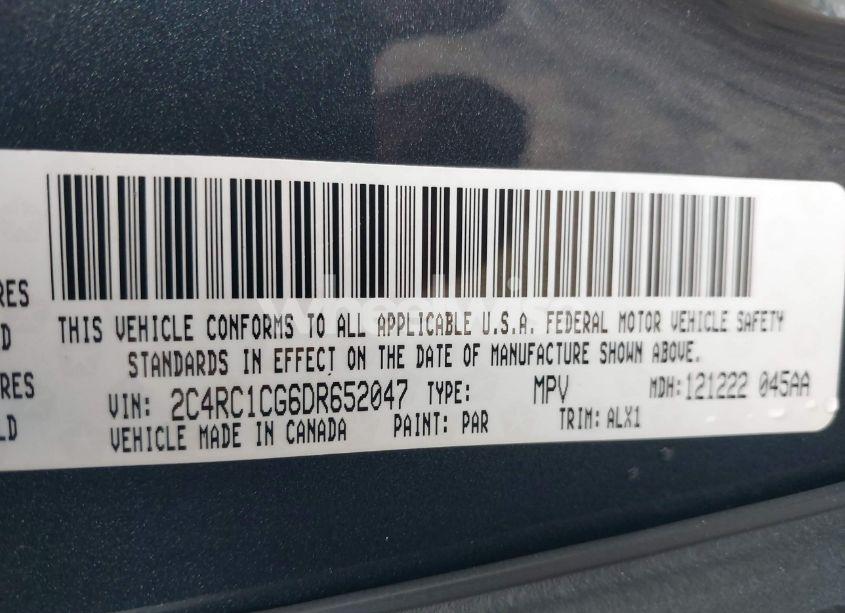 RES
D
RES
LD
THIS VEHICLE CONFORMS TO ALL APPLICABLE U.S.A. FEDERAL MOTOR VEHICLE SAFETY
STANDARDS IN EFFECT ON THE DATE OF MANUFACTURE SHOWN ABOVE.
VIN: 2C4RC1CG6DR652047 TYPE: MPV MDH:121222 045AA
VEHICLE MADE IN CANADA PAINT: PAR TRIM: ALX1
WheelWise